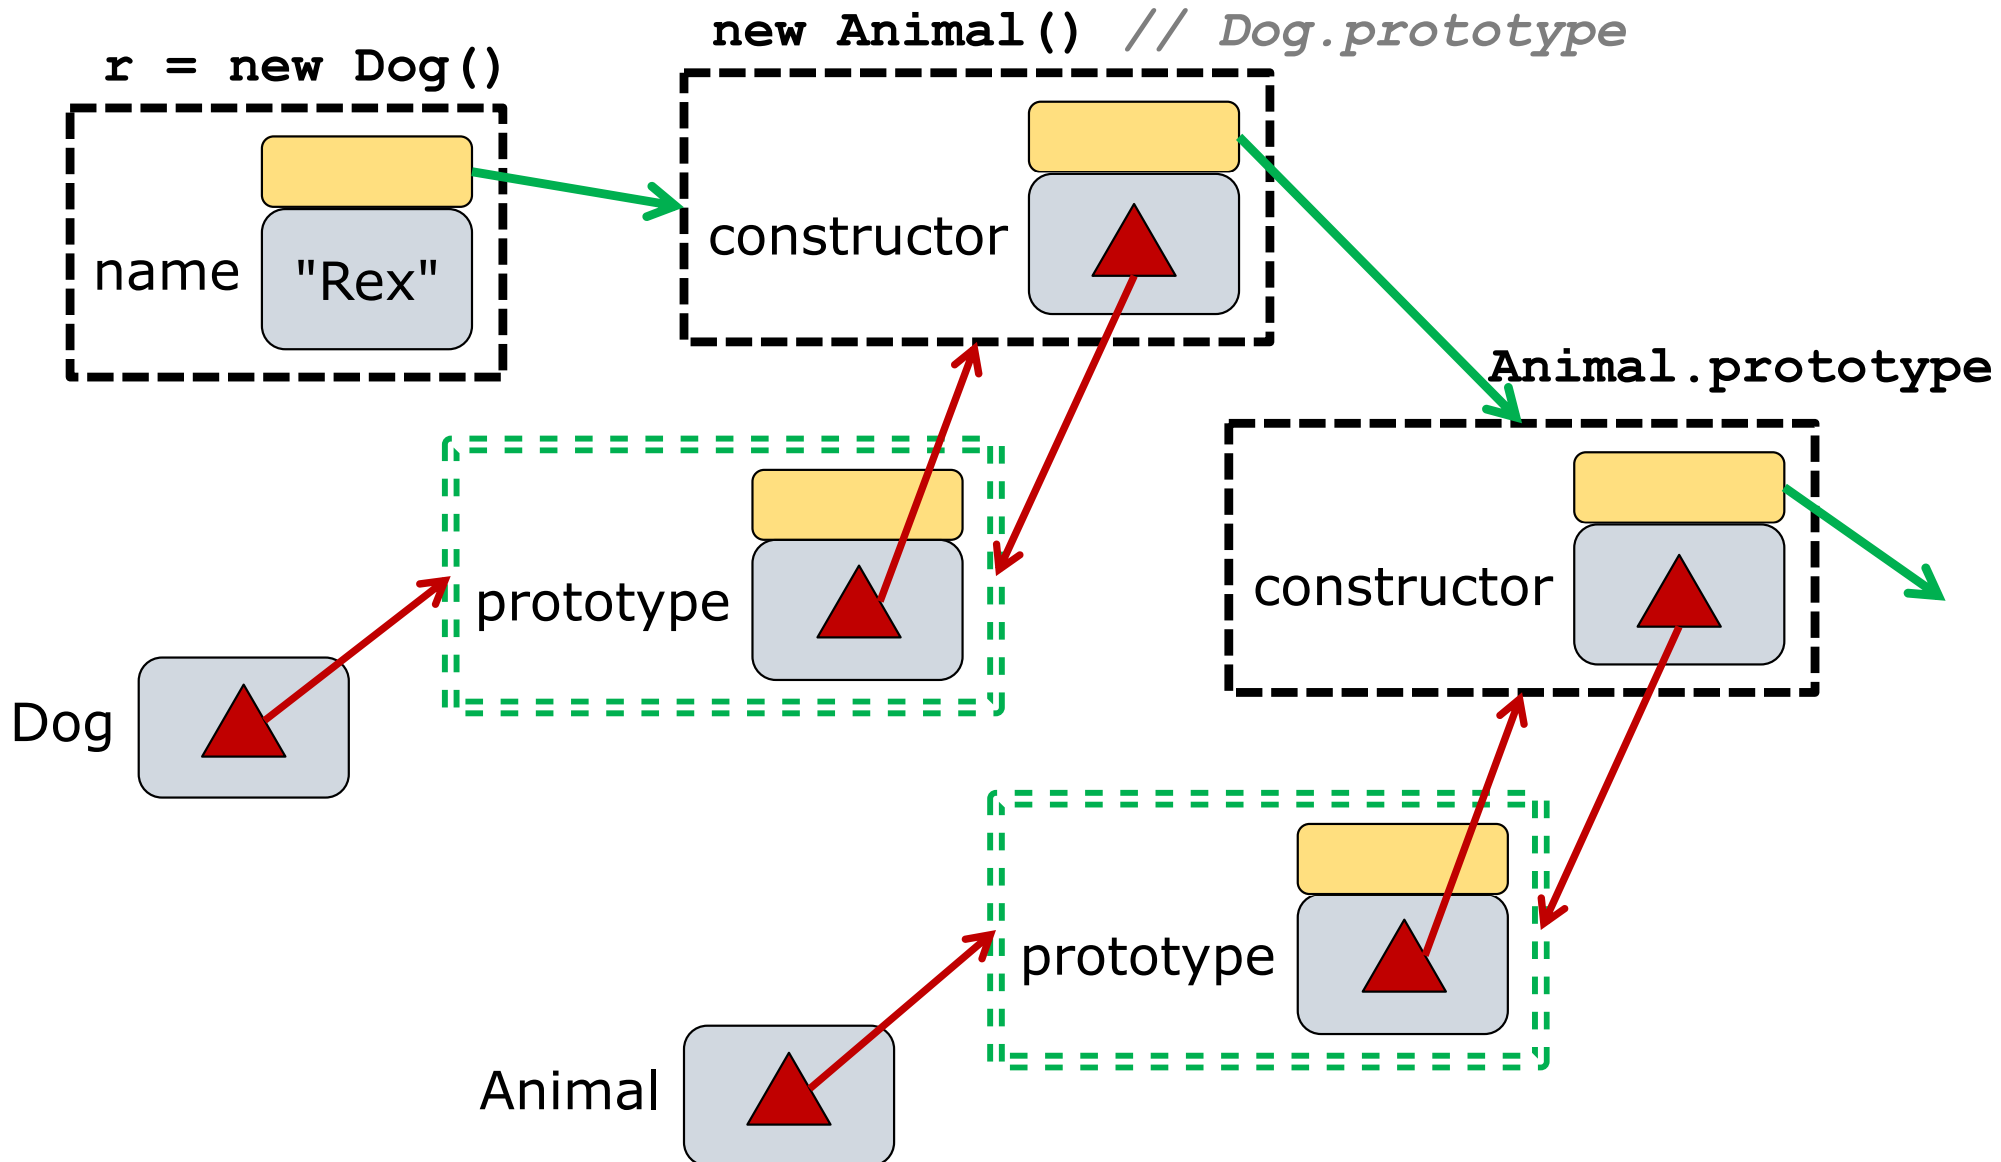 new Animal() // Dog.prototype
r = new Dog()
name
"Rex"
constructor
Animal.prototype
prototype
constructor
Dog
prototype
Animal